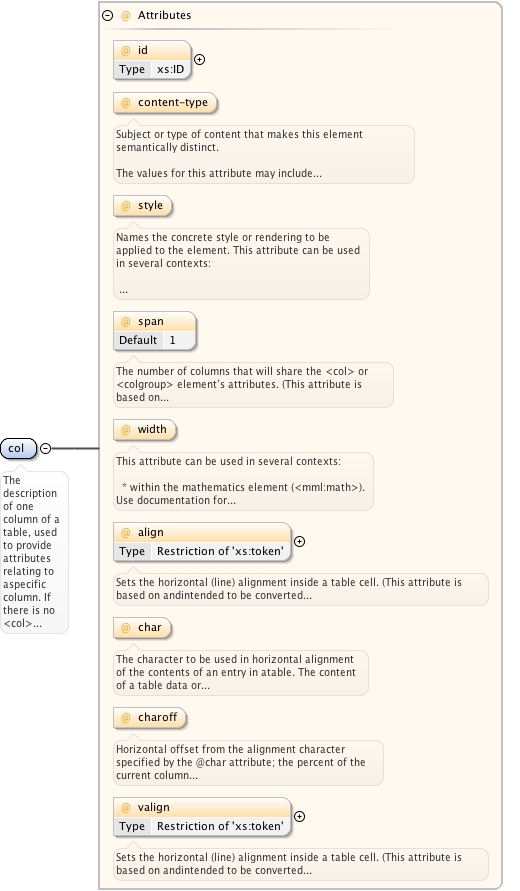 @ Attributes
@ id
Type xs:ID
@ content-type
Subject or type of content that makes this element
semantically distinct.
The values for this attribute may include...
@ style
Names the concrete style or rendering to be
applied to the element. This attribute can be used
in several contexts:
...
@ span
Default 1
The number of columns that will share the <col> or
<colgroup> element's attributes. (This attribute is
based on...
@ width
This attribute can be used in several contexts:
* within the mathematics element (<mml:math>).
Use documentation for...
@ align
Type Restriction of 'xs:token'
Sets the horizontal (line) alignment inside a table cell. (This attribute is
based on andintended to be converted...
@ char
The character to be used in horizontal alignment
of the contents of an entry in atable. The content
of a table data or...
@ charoff
Horizontal offset from the alignment character
specified by the @char attribute; the percent of the
current column...
@ valign
Type Restriction of 'xs:token'
Sets the horizontal (line) alignment inside a table cell. (This attribute is
based on andintended to be converted...
col
The
description
of one
column of a
table, used
to provide
attributes
relating to
aspecific
column. If
there is no
<col>...